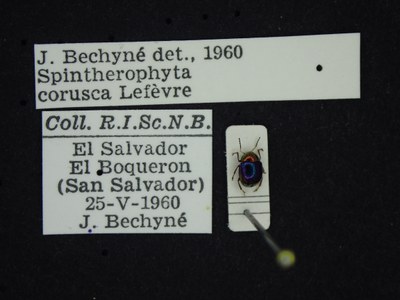 J. Bechyné det., 1960
Spintherophyta
corusca Lefèvre
Coll. R.I.Sc.N.B.
El Salvador
El Boqueron
(San Salvador)
25-V-1960
J. Bechyné